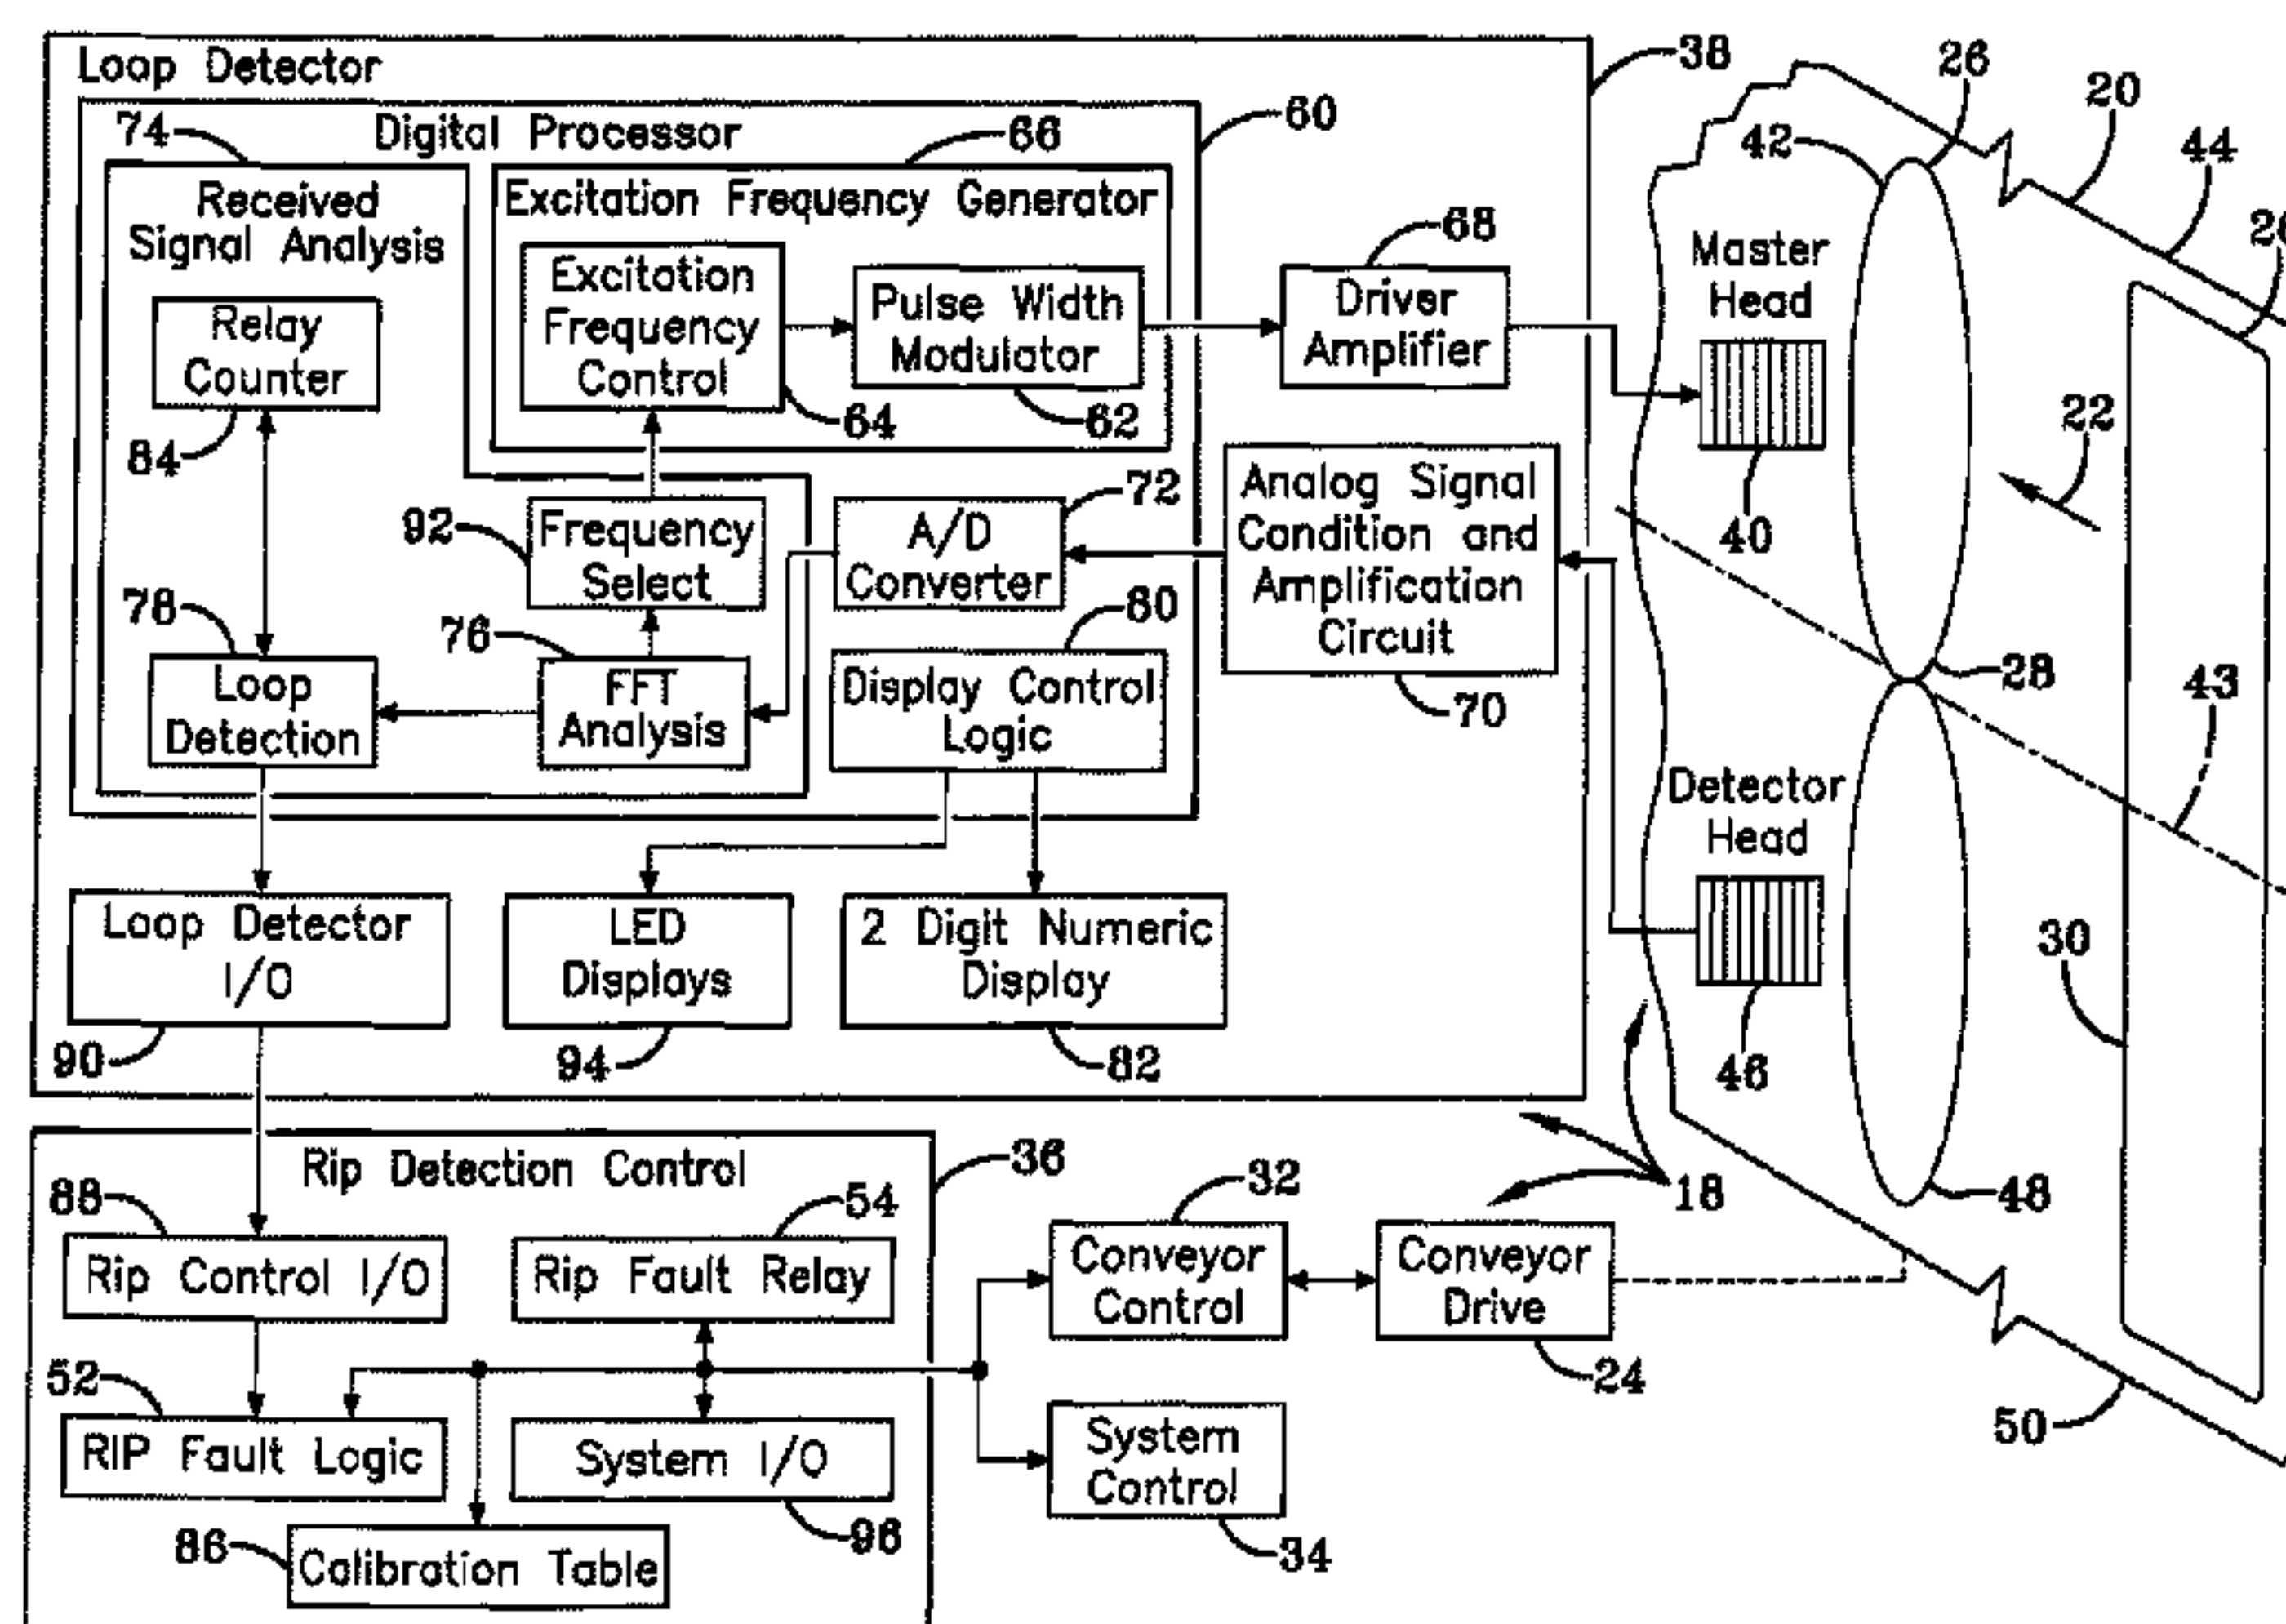 Loop Detector
38
Digital Processor
60
74
66
Received
Signal Analysis
Excitation Frequency Generator
Relay
Counter
84
Excitation
Frequency
Control
64
Pulse Width
Modulator
62
68
Driver
Amplifier
92
Frequency
Select
72
A/D
Converter
Analog Signal
Condition and
Amplification
Circuit
70
78
Loop
Detection
76
FFT
Analysis
80
Display Control
Logic
Loop Detector
I/O
90
LED
Displays
94
2 Digit Numeric
Display
82
26
20
42
44
26
Master
Head
40
22
28
43
Detector
Head
46
30
48
18
50
Rip Detection Control
36
88
Rip Control I/O
54
Rip Fault Relay
52
RIP Fault Logic
System I/O
96
86
Calibration Table
32
Conveyor
Control
Conveyor
Drive
24
System
Control
34